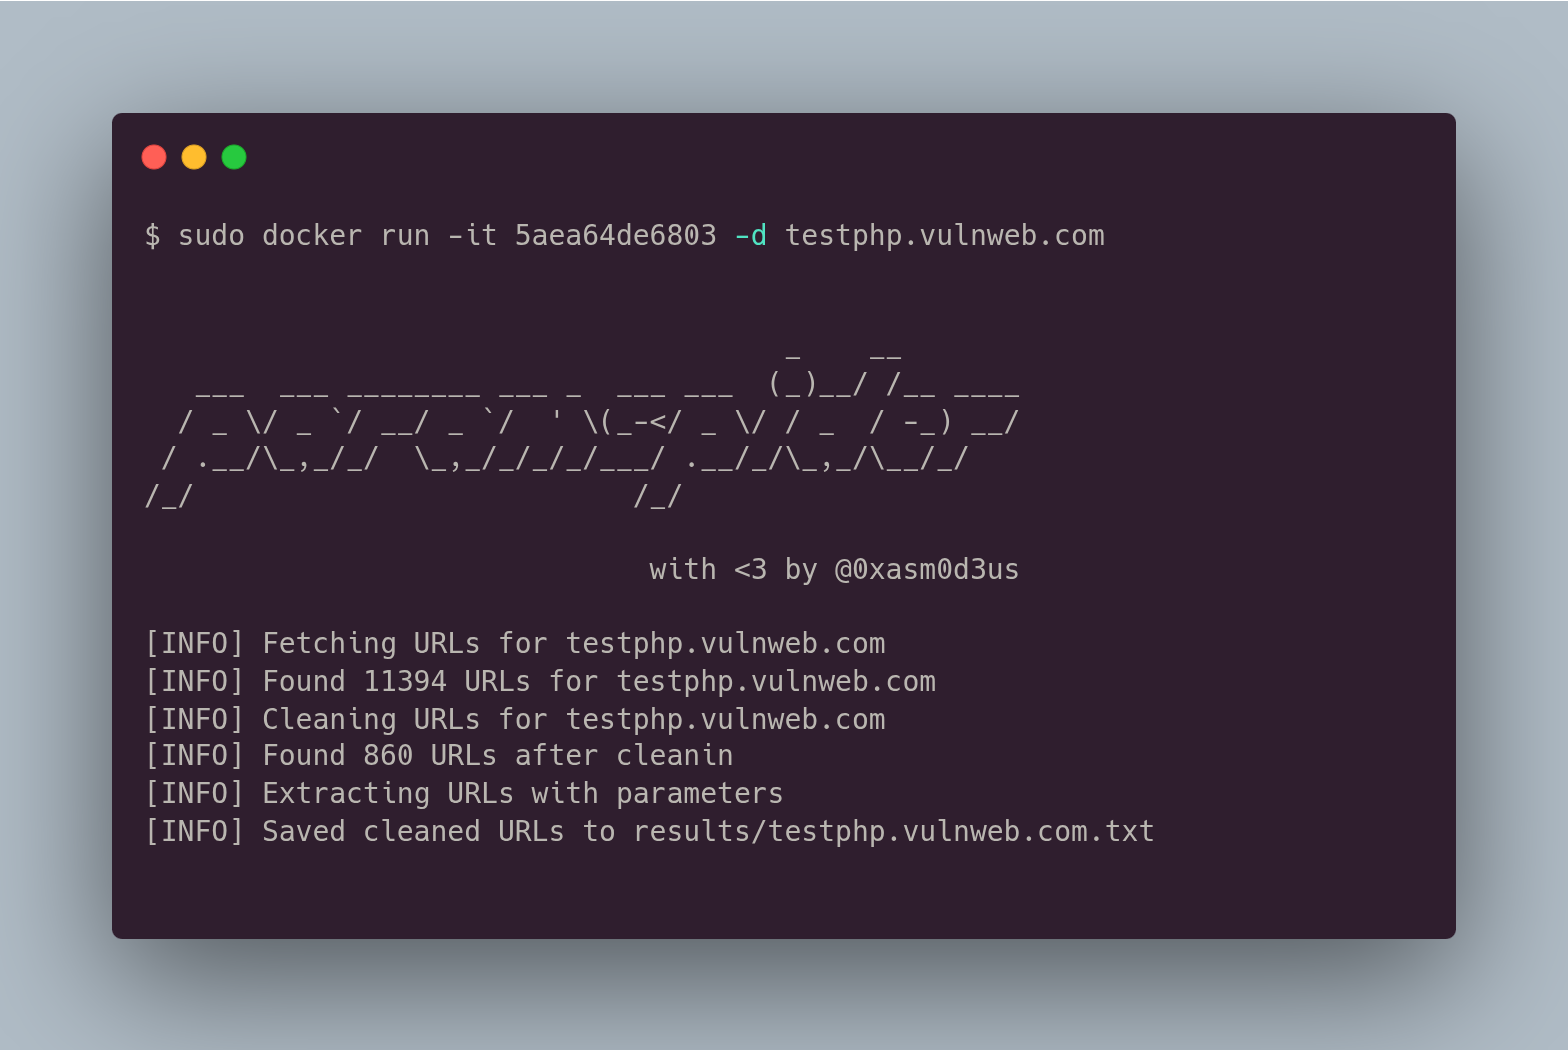 $ sudo docker run -it 5aea64de6803 -d testphp.vulnweb.com
                                      _    __
   ___  ___ ________ ___ _  ___ ___  (_)__/ /__ ____
  / _ \/ _ `/ __/ _ `/  ' \(_-</ _ \/ / _  / -_) __/
 / .__/\_,_/_/  \_,_/_/_/_/___/ .__/_/\_,_/\__/_/
/_/                          /_/
with <3 by @0xasm0d3us
[INFO] Fetching URLs for testphp.vulnweb.com
[INFO] Found 11394 URLs for testphp.vulnweb.com
[INFO] Cleaning URLs for testphp.vulnweb.com
[INFO] Found 860 URLs after cleanin
[INFO] Extracting URLs with parameters
[INFO] Saved cleaned URLs to results/testphp.vulnweb.com.txt